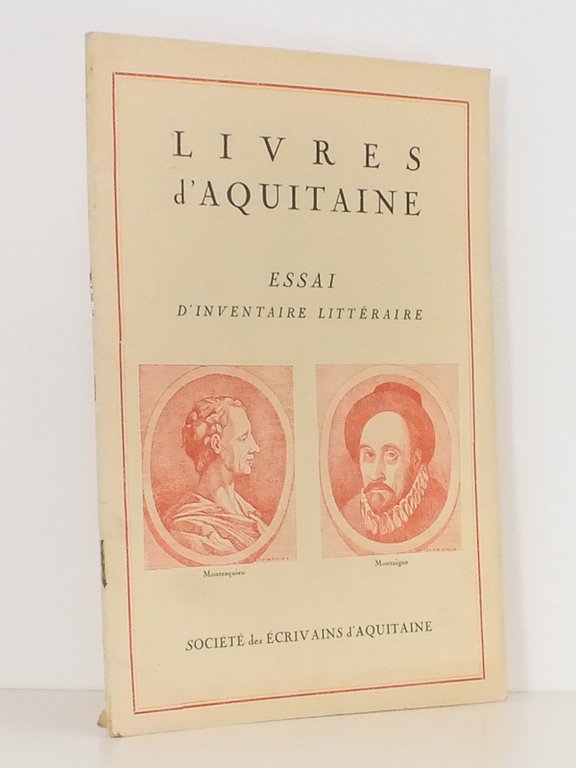 LIVRES
d'AQUITAINE
ESSAI
D'INVENTAIRE LITTÉRAIRE
Montesquieu
Montaigne
SOCIÉTÉ des ÉCRIVAINS d'AQUITAINE